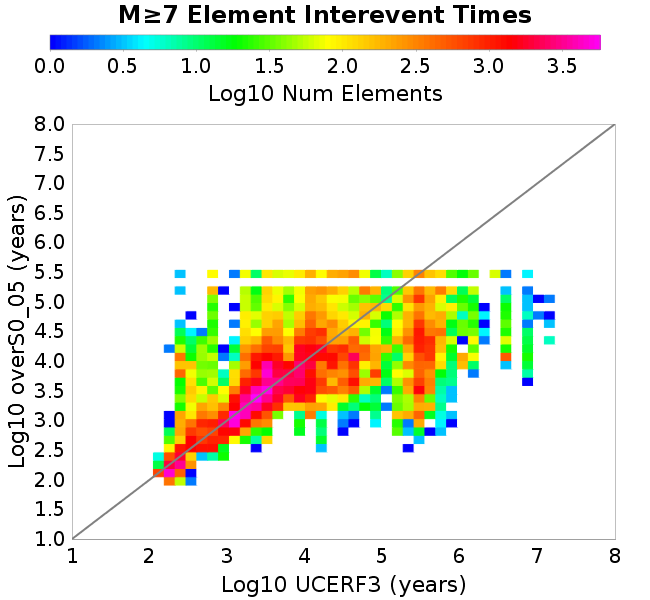 M≥7 Element Interevent Times
0.0 0.5 1.0 1.5 2.0 2.5 3.0 3.5
Log10 Num Elements
8.0
7.5
7.0
6.5
6.0
5.5
5.0
4.5
4.0
3.5
3.0
2.5
2.0
1.5
1.0
Log10 overS0_05 (years)
1 2 3 4 5 6 7 8
Log10 UCERF3 (years)